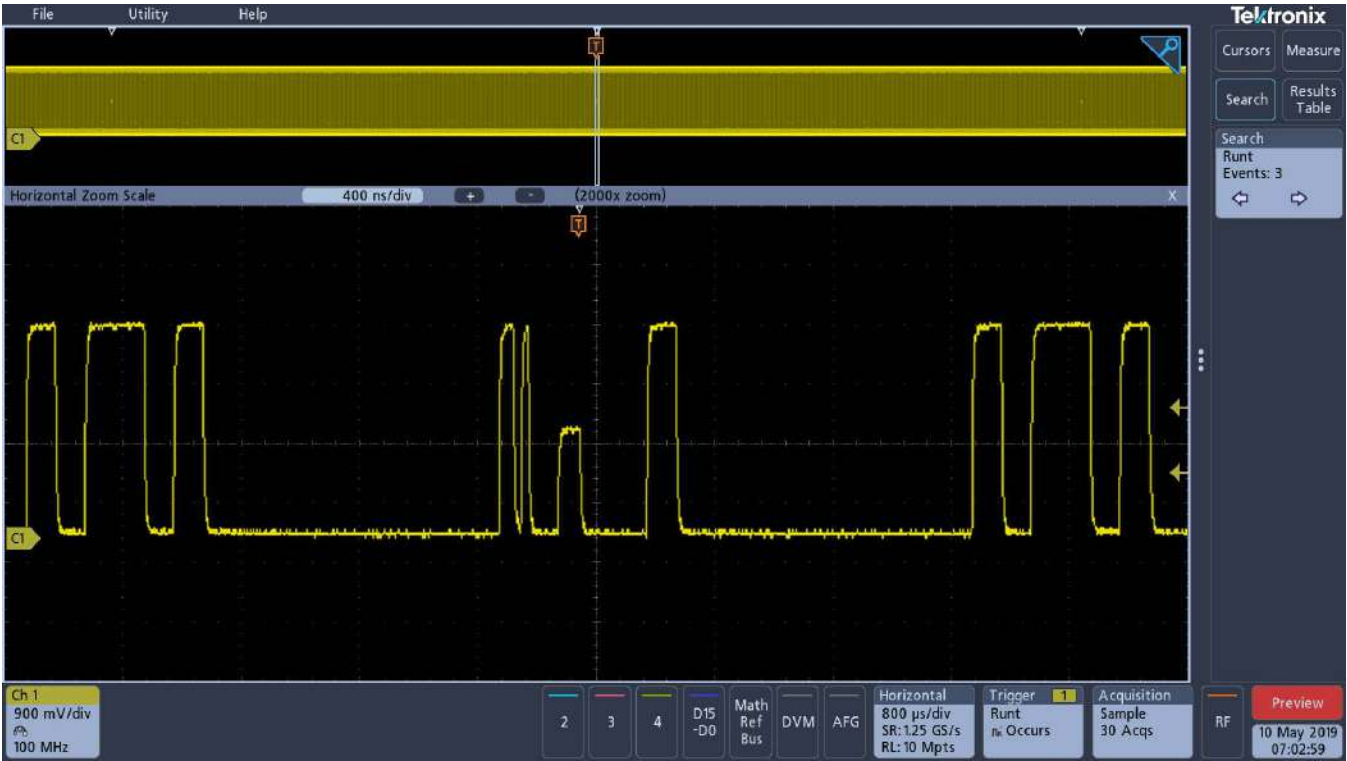 File Utility Help
Tektronix
Cursors Measure
Search Results Table
Search
Runt
Events: 3
T
C1
Horizontal Zoom Scale 400 ns/div + - (2000x zoom) X
T
C1
Ch 1
900 mV/div
100 MHz
2
3
4
D15
-D0
Math
Ref
Bus
DVM
AFG
Horizontal
800 µs/div
SR: 1.25 GS/s
RL: 10 Mpts
Trigger 1
Runt
Occurs
Acquisition
Sample
30 Acqs
RF
Preview
10 May 2019
07:02:59